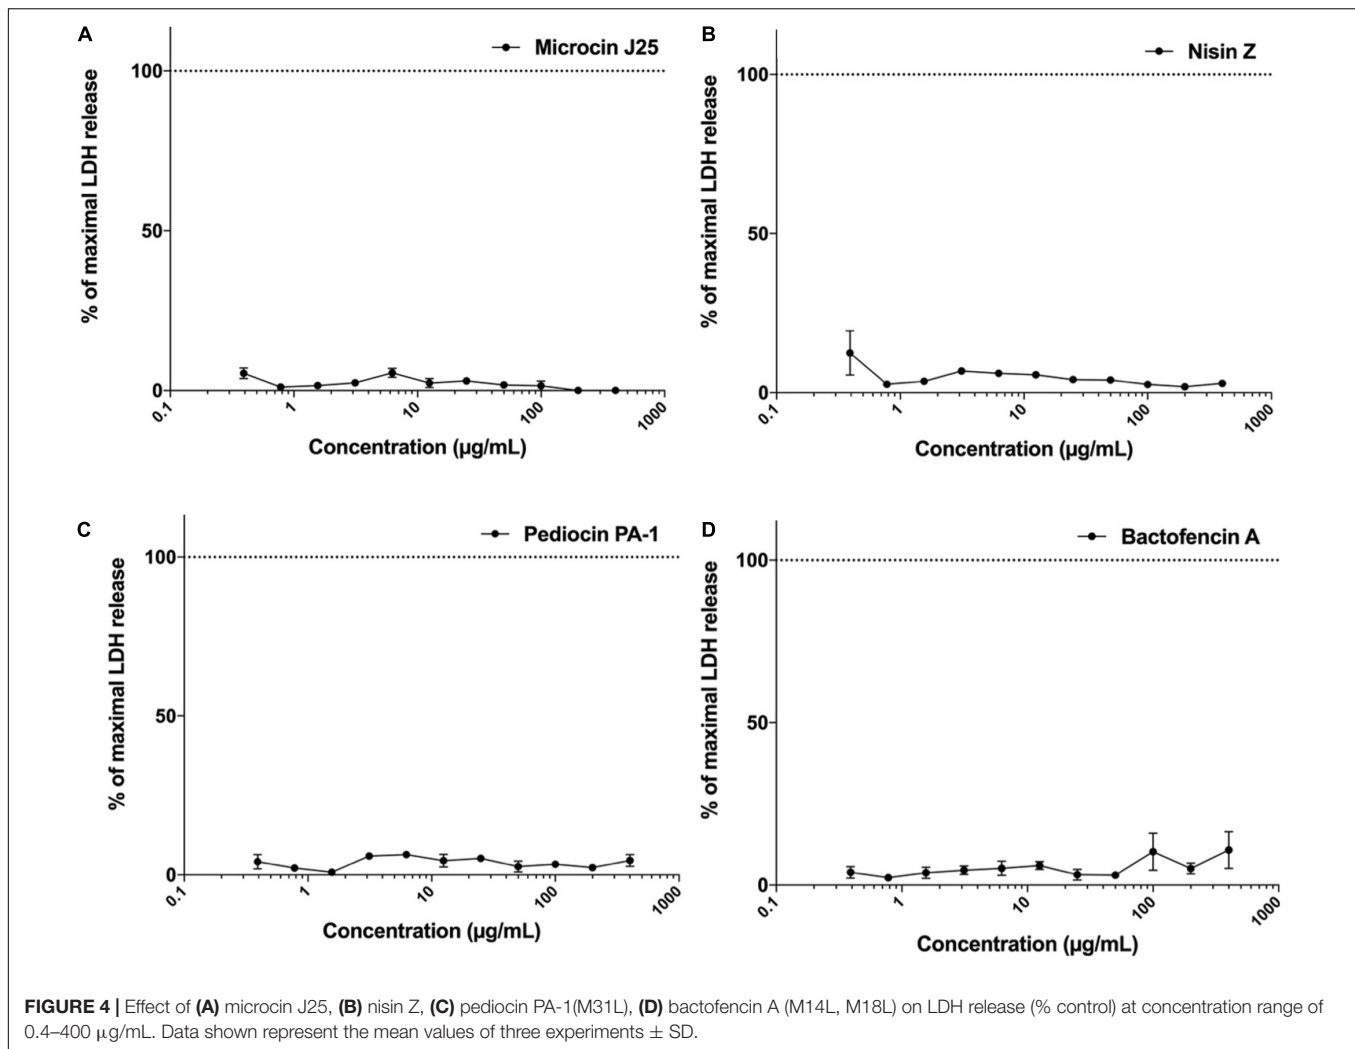 A
Microcin J25
% of maximal LDH release
100
50
0
0.1
1
10
100
1000
Concentration (µg/mL)
B
Nisin Z
% of maximal LDH release
100
50
0
0.1
1
10
100
1000
Concentration (µg/mL)
C
Pediocin PA-1
% of maximal LDH release
100
50
0
0.1
1
10
100
1000
Concentration (µg/mL)
D
Bactofencin A
% of maximal LDH release
100
50
0
0.1
1
10
100
1000
Concentration (µg/mL)
FIGURE 4 | Effect of (A) microcin J25, (B) nisin Z, (C) pediocin PA-1(M31L), (D) bactofencin A (M14L, M18L) on LDH release (% control) at concentration range of
0.4–400 µg/mL. Data shown represent the mean values of three experiments ± SD.